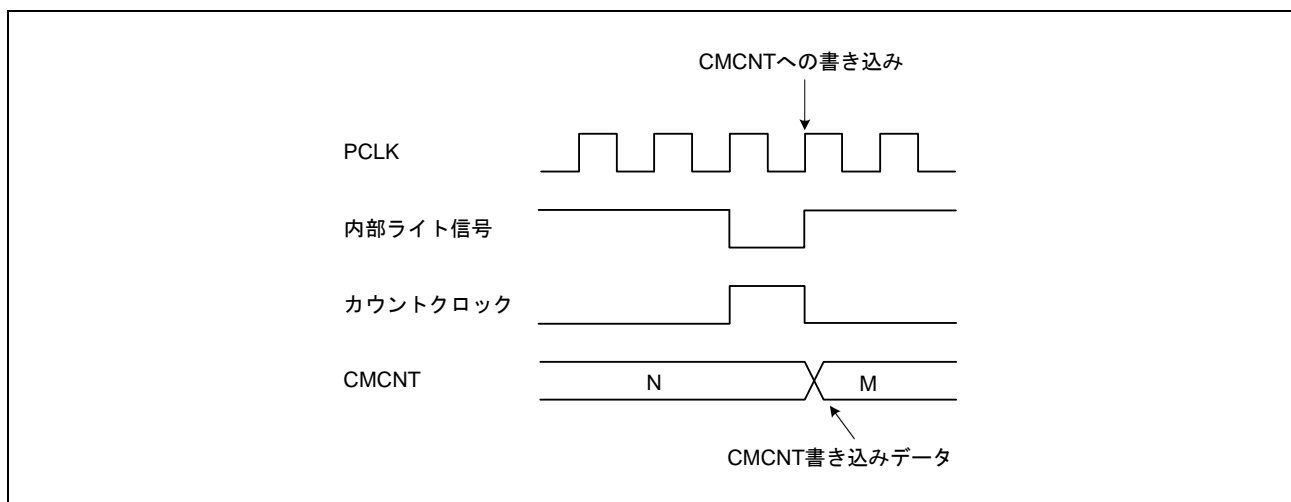 CMCNTへの書き込み
PCLK
内部ライト信号
カウントクロック
CMCNT
N
M
CMCNT書き込みデータ